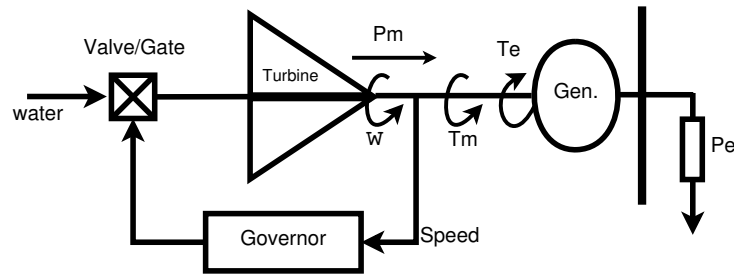 Valve/Gate
Pm
Te
Turbine
Gen.
water
w
Tm
Pe
Governor
Speed